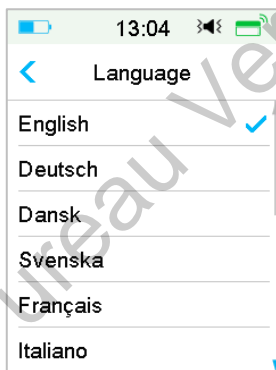 13:04
Language
English
Deutsch
Dansk
Svenska
Français
Italiano